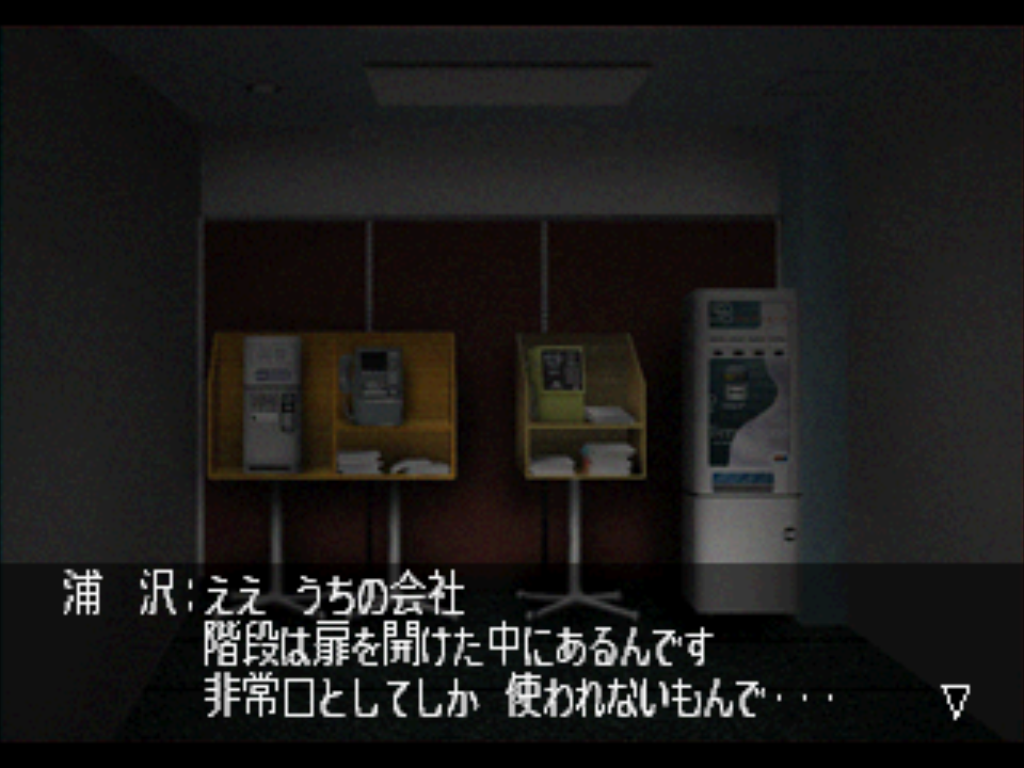 浦　沢：ええ　うちの会社
階段は扉を開けた中にあるんです
非常口としてしか　使われないもんで・・・